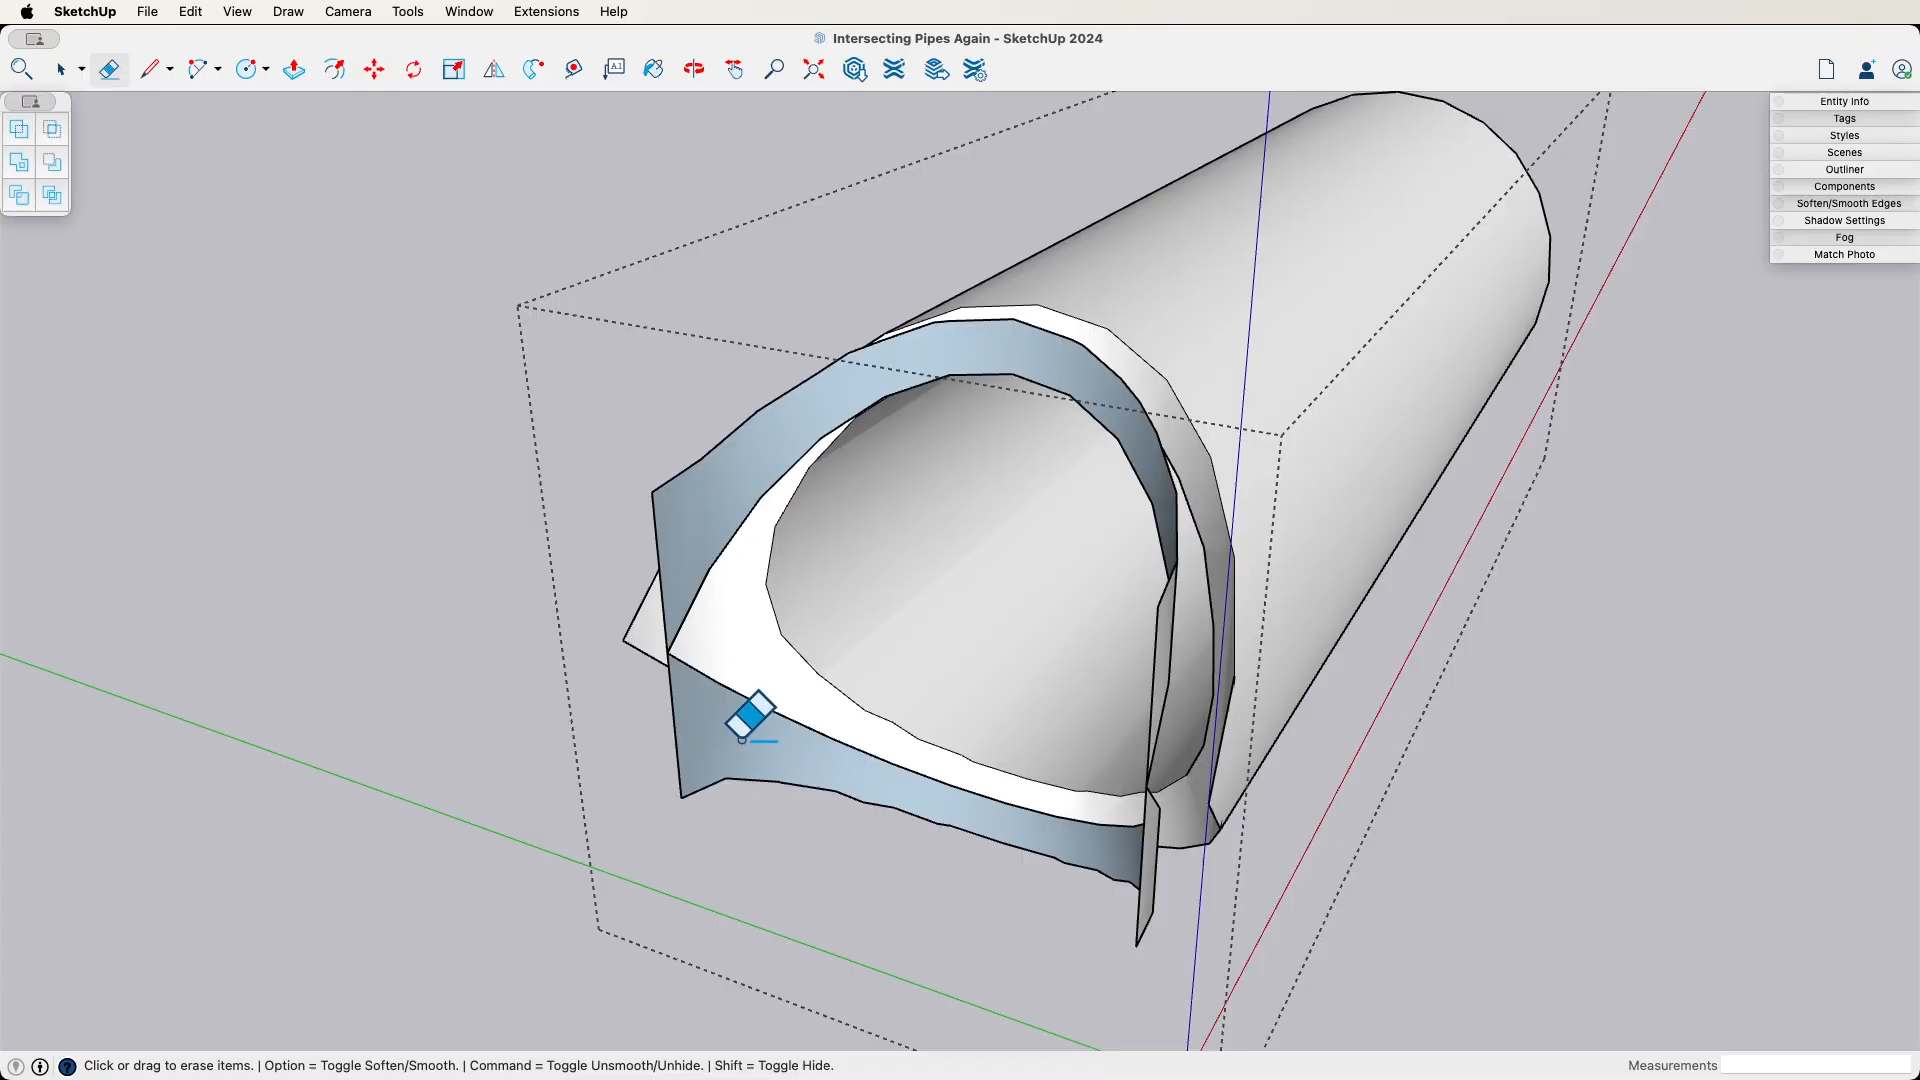 SketchUp File Edit View Draw Camera Tools Window Extensions Help
Intersecting Pipes Again - SketchUp 2024
A1
Entity Info
Tags
Styles
Scenes
Outliner
Components
Soften/Smooth Edges
Shadow Settings
Fog
Match Photo
Click or drag to erase items. | Option = Toggle Soften/Smooth. | Command = Toggle Unsmooth/Unhide. | Shift = Toggle Hide.
Measurements